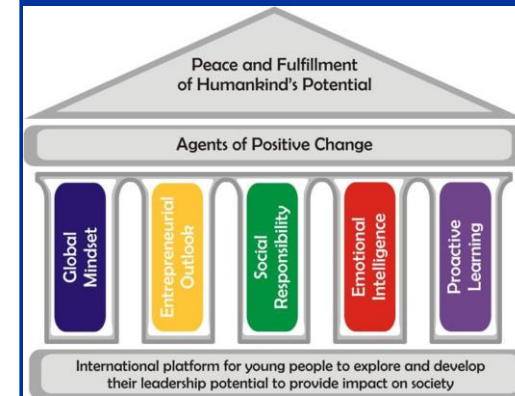 Peace and Fulfillment
of Humankind's Potential
Agents of Positive Change
Global
Mindset
Entrepreneurial
Outlook
Social
Responsibility
Emotional
Intelligence
Proactive
Learning
International platform for young people to explore and develop
their leadership potential to provide impact on society